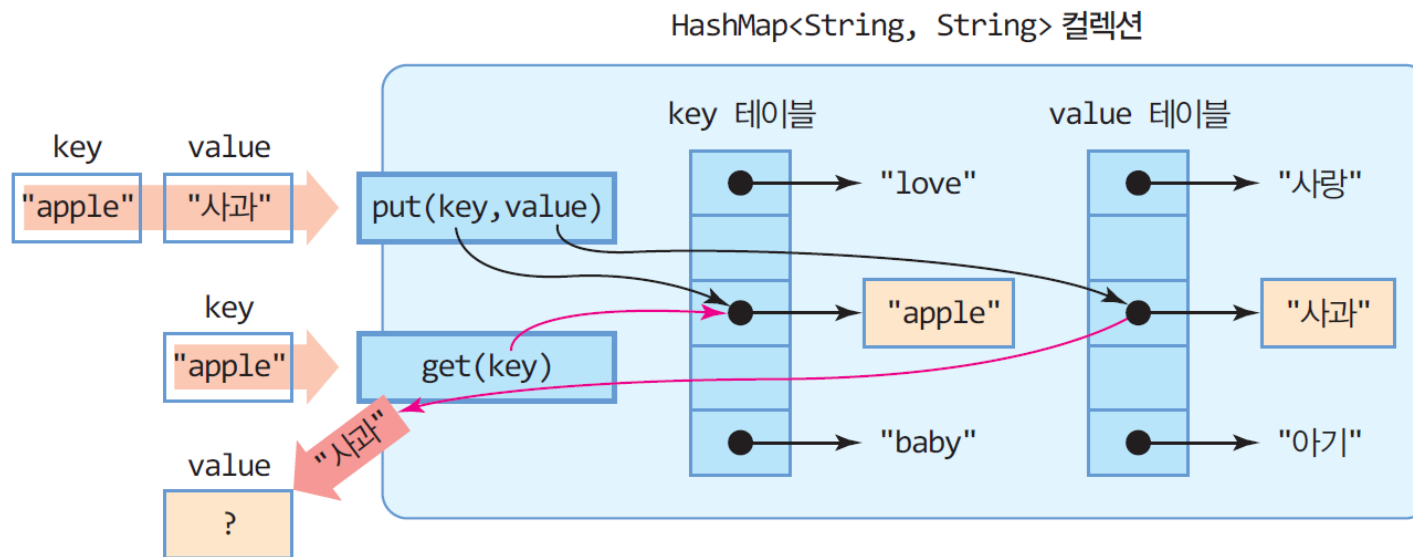 HashMap<String, String> 컬렉션
key 테이블
value 테이블
key
value
"apple"
"사과"
put(key,value)
"love"
"사랑"
"apple"
"사과"
key
"apple"
get(key)
"사과"
value
?
"baby"
"아기"